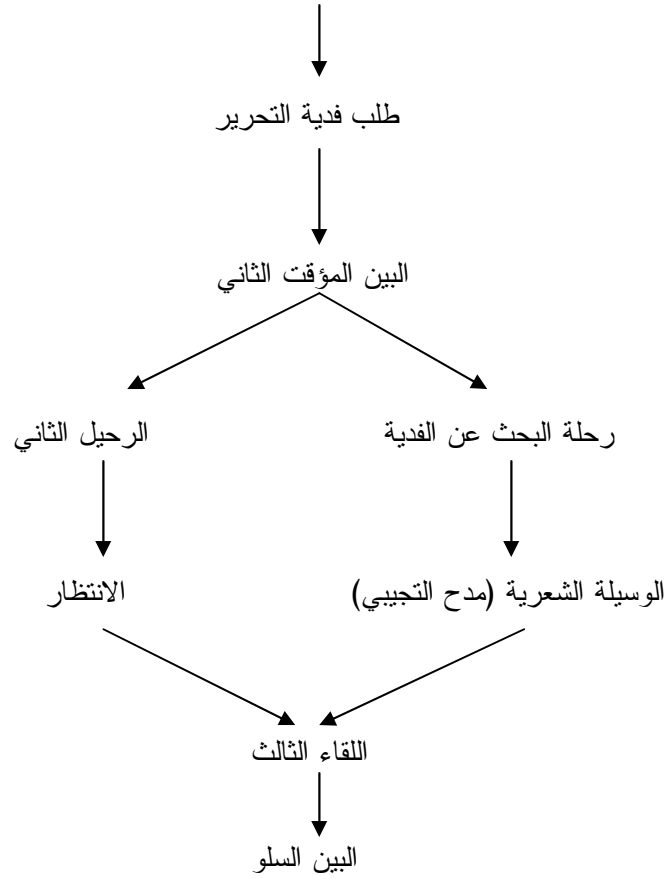 طلب فدية التحرير
البين المؤقت الثاني
رحلة البحث عن الفدية
الرحيل الثاني
الوسيلة الشعرية (مدح التجيبي)
الانتظار
اللقاء الثالث
البين السلو